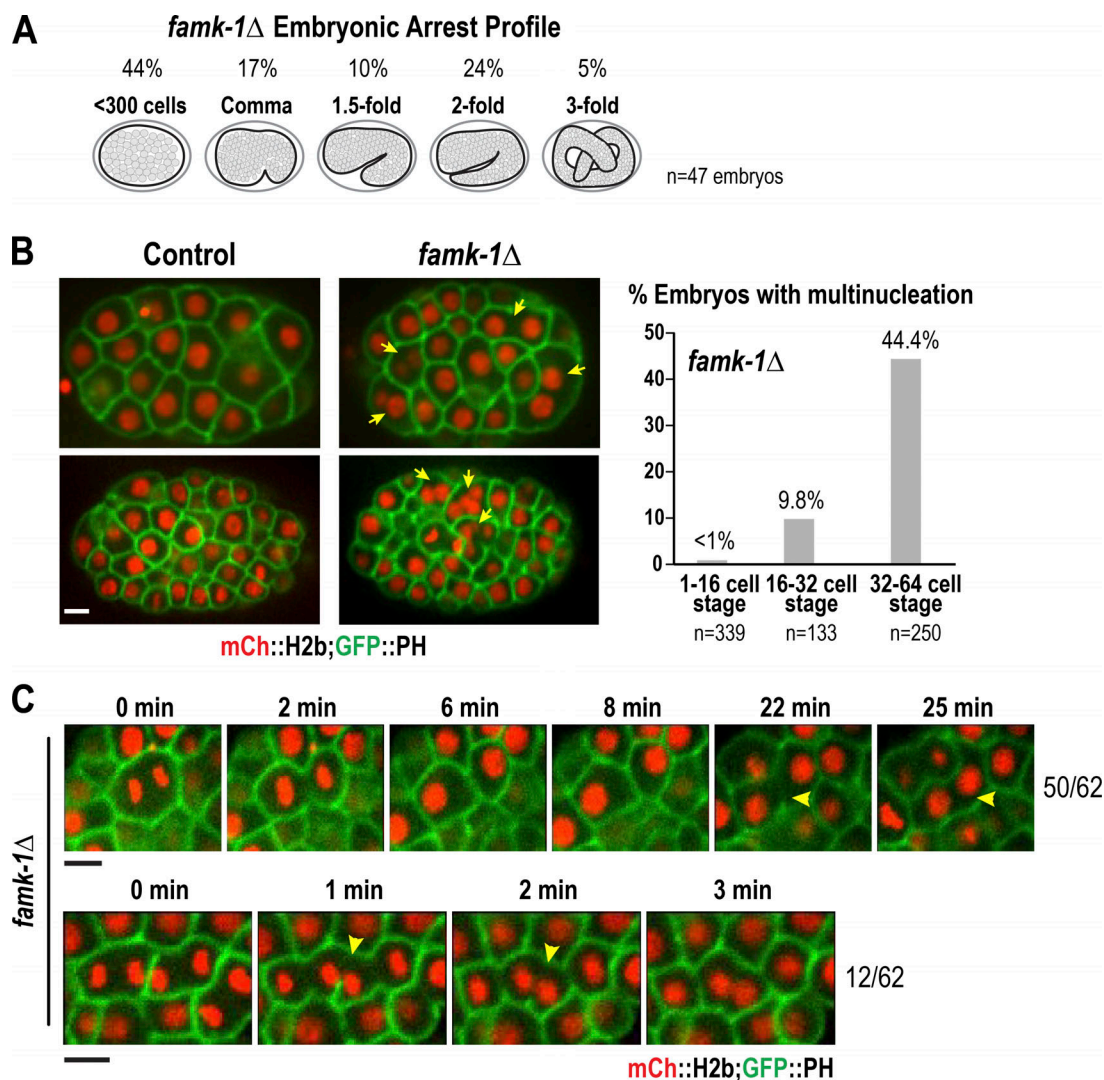 A
famk-1Δ Embryonic Arrest Profile
44% 17% 10% 24% 5%
<300 cells Comma 1.5-fold 2-fold 3-fold
n=47 embryos
B
Control famk-1Δ
mCh::H2b;GFP::PH
% Embryos with multinucation
famk-1Δ
50
40
30
20
10
0
<1% 9.8% 44.4%
1-16 cell 16-32 cell 32-64 cell
stage stage stage
n=339 n=133 n=250
C
famk-1Δ
0 min 2 min 6 min 8 min 22 min 25 min
50/62
0 min 1 min 2 min 3 min
12/62
mCh::H2b;GFP::PH